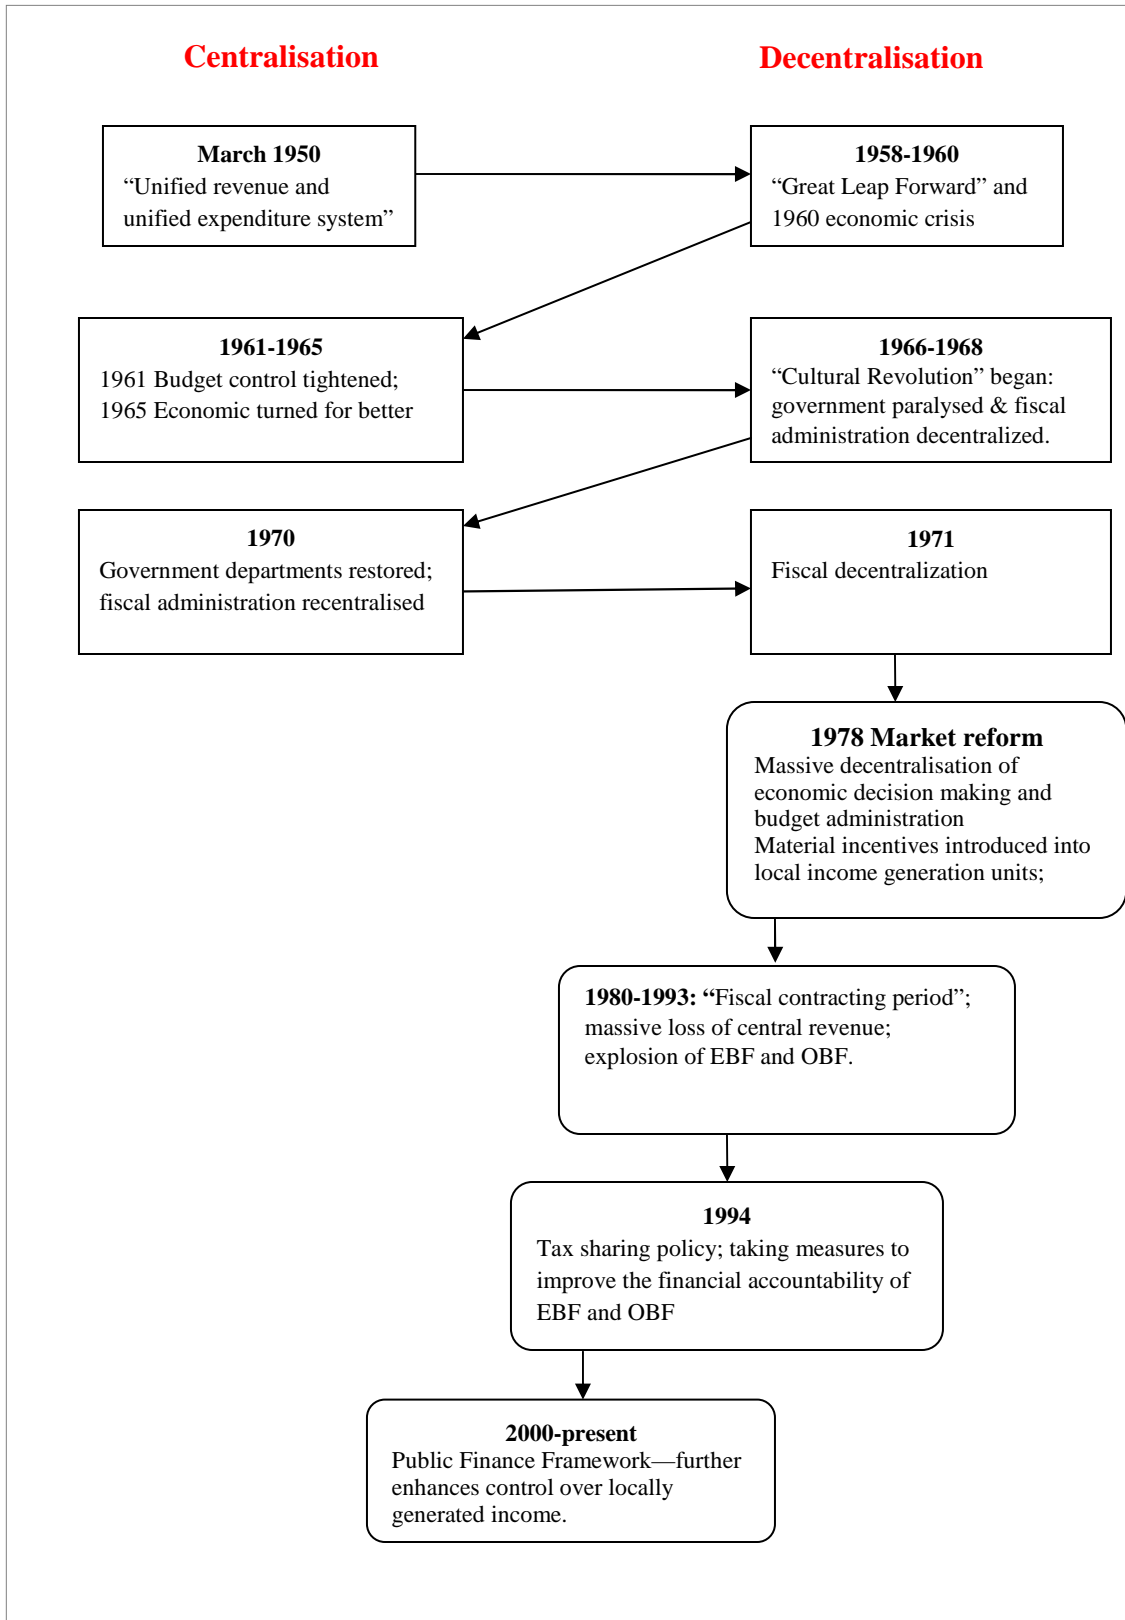 Centralisation
Decentralisation
March 1950
“Unified revenue and
unified expenditure system”
1958-1960
“Great Leap Forward” and
1960 economic crisis
1961-1965
1961 Budget control tightened;
1965 Economic turned for better
1966-1968
“Cultural Revolution” began:
government paralysed & fiscal
administration decentralized.
1970
Government departments restored;
fiscal administration recentralised
1971
Fiscal decentralization
1978 Market reform
Massive decentralisation of
economic decision making and
budget administration
Material incentives introduced into
local income generation units;
1980-1993: “Fiscal contracting period”;
massive loss of central revenue;
explosion of EBF and OBF.
1994
Tax sharing policy; taking measures to
improve the financial accountability of
EBF and OBF
2000-present
Public Finance Framework—further
enhances control over locally
generated income.